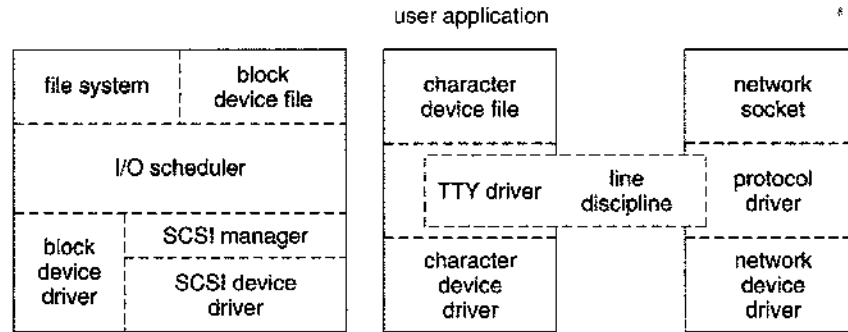 user application
file system
block
device file
I/O scheduler
block
device
driver
SCSI manager
SCSI device
driver
character
device file
TTY driver
line
discipline
character
device
driver
network
socket
protocol
driver
network
device
driver